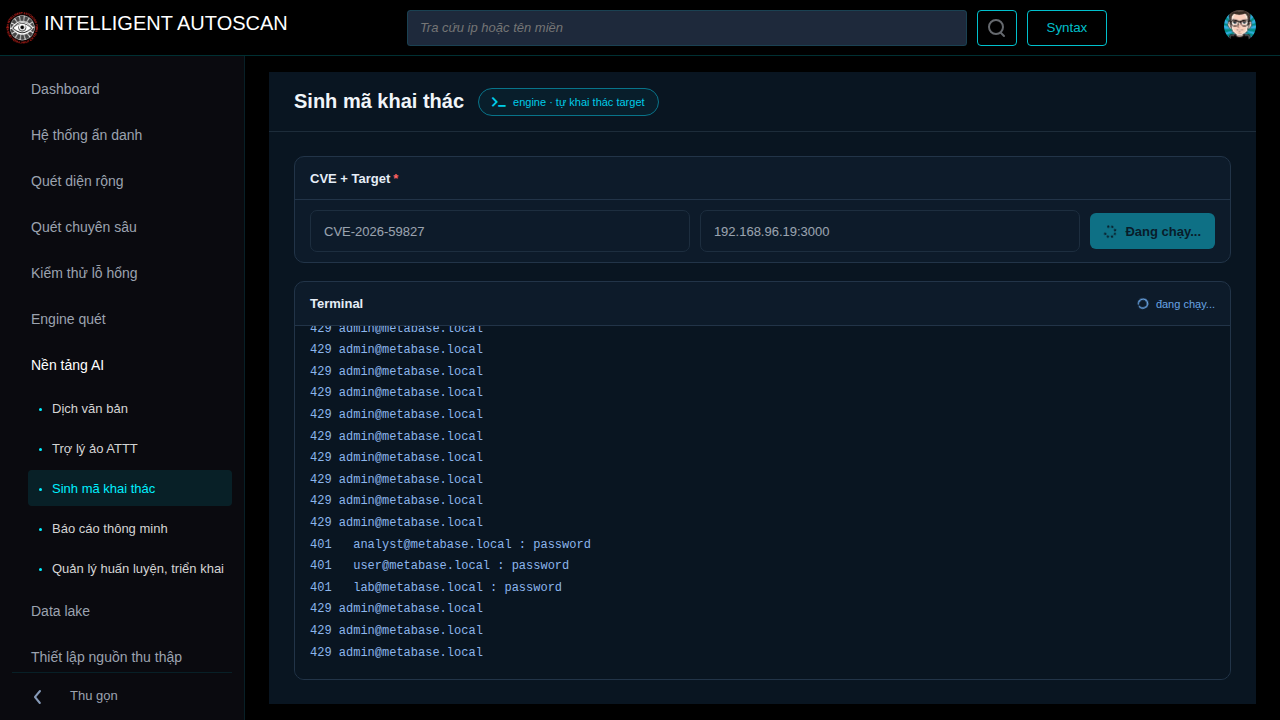 INTELLIGENT AUTOSCAN
Tra cứu ip hoặc tên miền
Syntax
Dashboard
Hệ thống ẩn danh
Quét diện rộng
Quét chuyên sâu
Kiểm thử lỗ hổng
Engine quét
Nền tảng AI
Dịch văn bản
Trợ lý ảo ATTT
Sinh mã khai thác
Báo cáo thông minh
Quản lý huấn luyện, triển khai
Data lake
Thiết lập nguồn thu thập
Thu gọn
Sinh mã khai thác
engine · tự khai thác target
CVE + Target *
CVE-2026-59827
192.168.96.19:3000
Đang chạy...
Terminal
đang chạy...
429 admin@metabase.local
429 admin@metabase.local
429 admin@metabase.local
429 admin@metabase.local
429 admin@metabase.local
429 admin@metabase.local
429 admin@metabase.local
429 admin@metabase.local
429 admin@metabase.local
429 admin@metabase.local
401   analyst@metabase.local : password
401   user@metabase.local : password
401   lab@metabase.local : password
429 admin@metabase.local
429 admin@metabase.local
429 admin@metabase.local